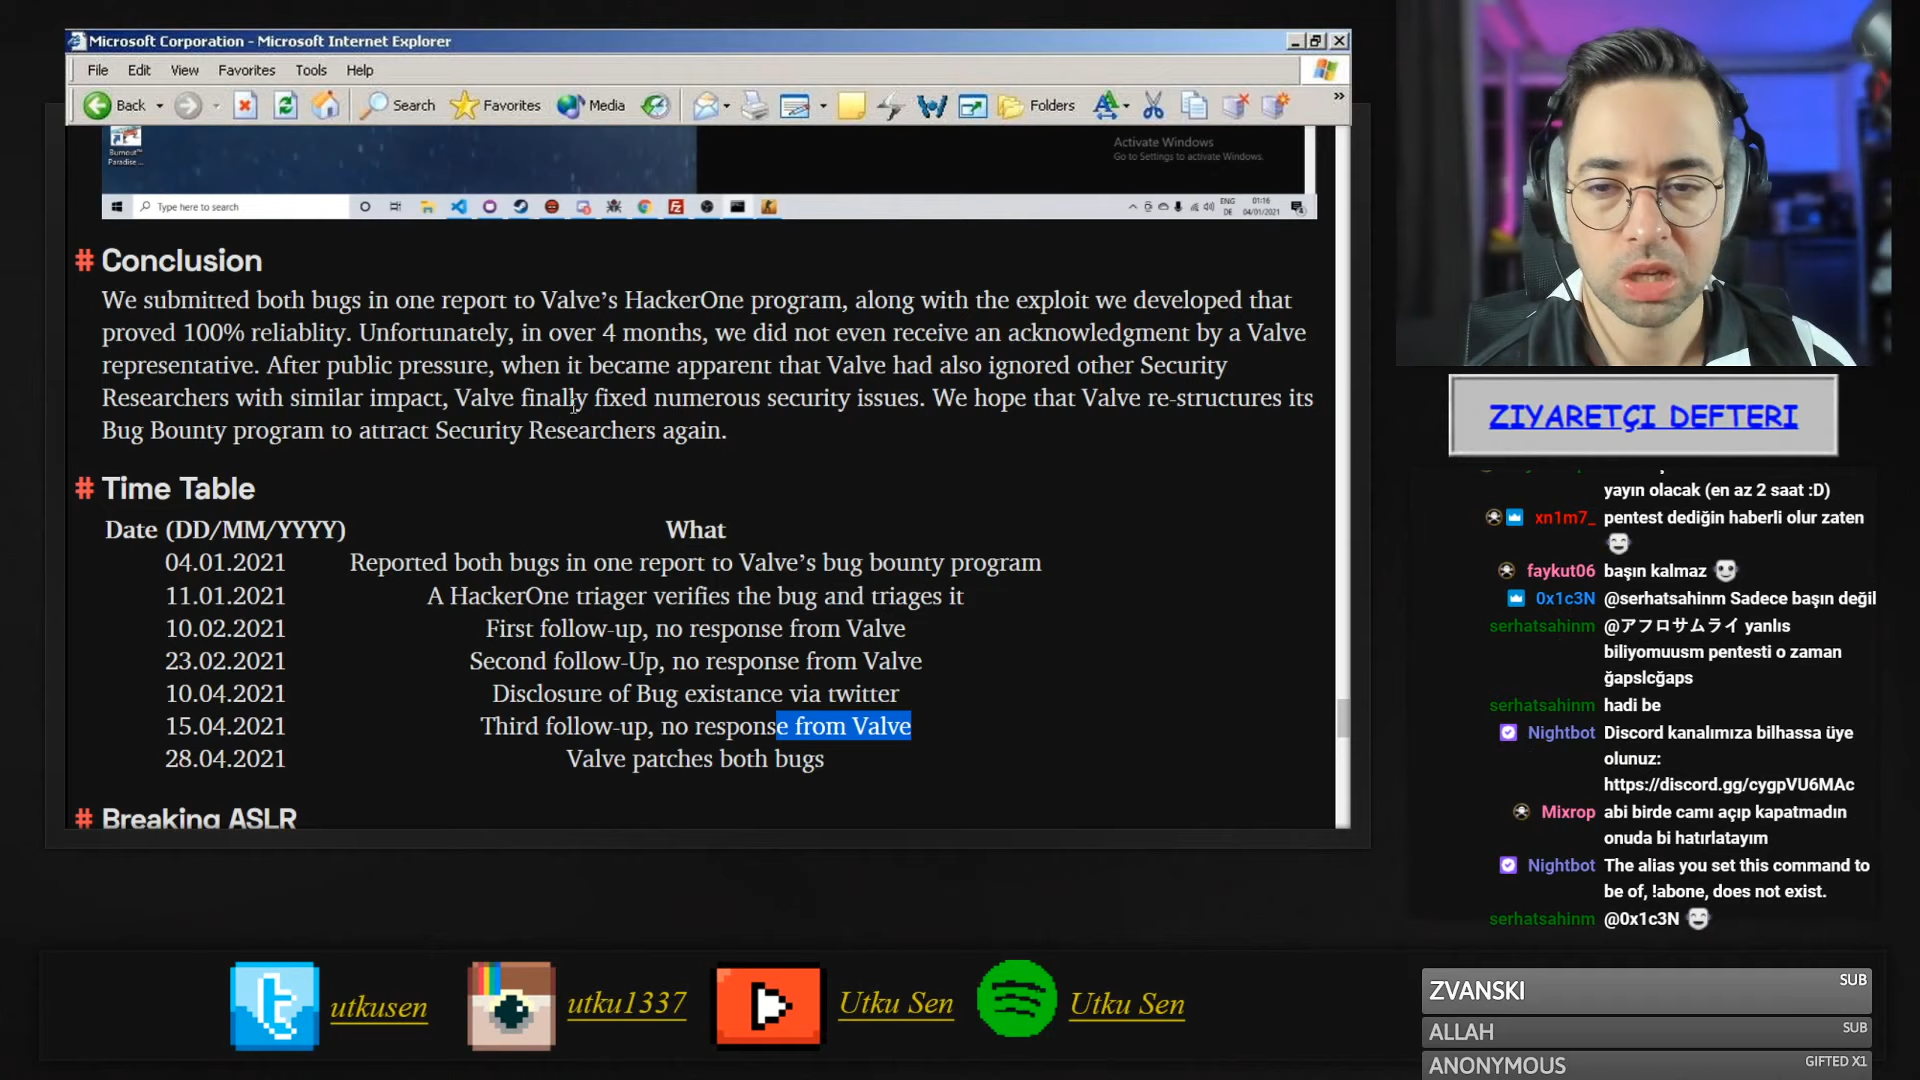 Microsoft Corporation - Microsoft Internet Explorer
File Edit View Favorites Tools Help
Back Search Favorites Media Folders
»
Burnout™
Paradise ...
Activate Windows
Go to Settings to activate Windows.
Type here to search
ENG
DE
01:16
04/01/2021
# Conclusion
We submitted both bugs in one report to Valve’s HackerOne program, along with the exploit we developed that
proved 100% reliablity. Unfortunately, in over 4 months, we did not even receive an acknowledgment by a Valve
representative. After public pressure, when it became apparent that Valve had also ignored other Security
Researchers with similar impact, Valve finally fixed numerous security issues. We hope that Valve re-structures its
Bug Bounty program to attract Security Researchers again.
# Time Table
Date (DD/MM/YYYY) What
04.01.2021 Reported both bugs in one report to Valve’s bug bounty program
11.01.2021 A HackerOne triager verifies the bug and triages it
10.02.2021 First follow-up, no response from Valve
23.02.2021 Second follow-Up, no response from Valve
10.04.2021 Disclosure of Bug existance via twitter
15.04.2021 Third follow-up, no response from Valve
28.04.2021 Valve patches both bugs
# Breaking ASLR
ZIYARETÇI DEFTERI
yayın olacak (en az 2 saat :D)
xn1m7_ pentest dediğin haberli olur zaten
faykut06 başın kalmaz
0x1c3N @serhatsahinm Sadece başın değil
serhatsahinm @アフロサムライ yanlıs
biliyomuusm pentesti o zaman
ğapslcğaps
serhatsahinm hadi be
Nightbot Discord kanalımıza bilhassa üye
olunuz:
https://discord.gg/cygpVU6MAc
Mixrop abi birde camı açıp kapatmadın
onuda bi hatırlatayım
Nightbot The alias you set this command to
be of, !abone, does not exist.
serhatsahinm @0x1c3N
utkusen
utku1337
Utku Sen
Utku Sen
ZVANSKI SUB
ALLAH SUB
ANONYMOUS GIFTED X1